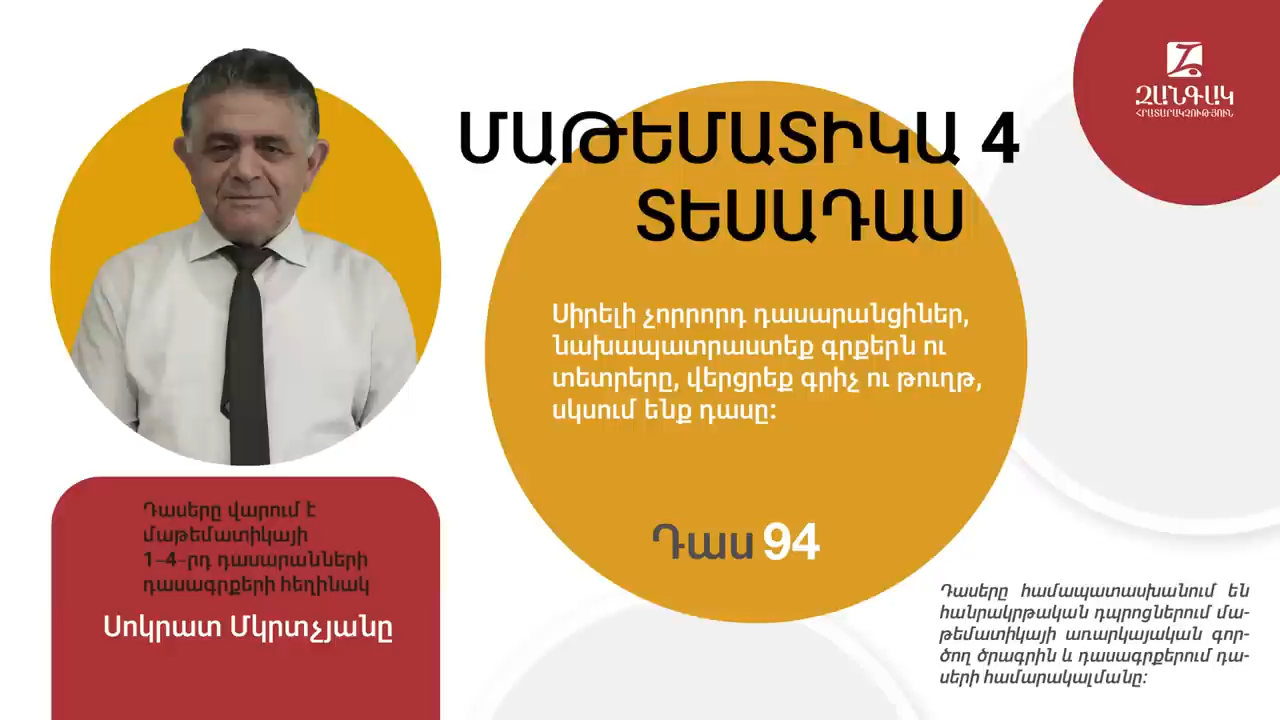 ԶԱՆԳԱԿ
ՀՐԱՏԱՐԱԿՉՈՒԹՅՈՒՆ
ՄԱԹԵՄԱՏԻԿԱ 4
ՏԵՍԱԴԱՍ
Սիրելի չորրորդ դասարանցիներ,
նախապատրաստեք գրքերն ու
տետրերը, վերցրեք գրիչ ու թուղթ,
սկսում ենք դասը:
Դաս 94
Դասերը վարում է
մաթեմատիկայի
1-4-րդ դասարանների
դասագրքերի հեղինակ
Սոկրատ Մկրտչյանը
Դասերը համապատասխանում են
հանրակրթական դպրոցներում մա-
թեմատիկայի առարկայական գոր-
ծող ծրագրին և դասագրքերում դա-
սերի համարակալմանը: